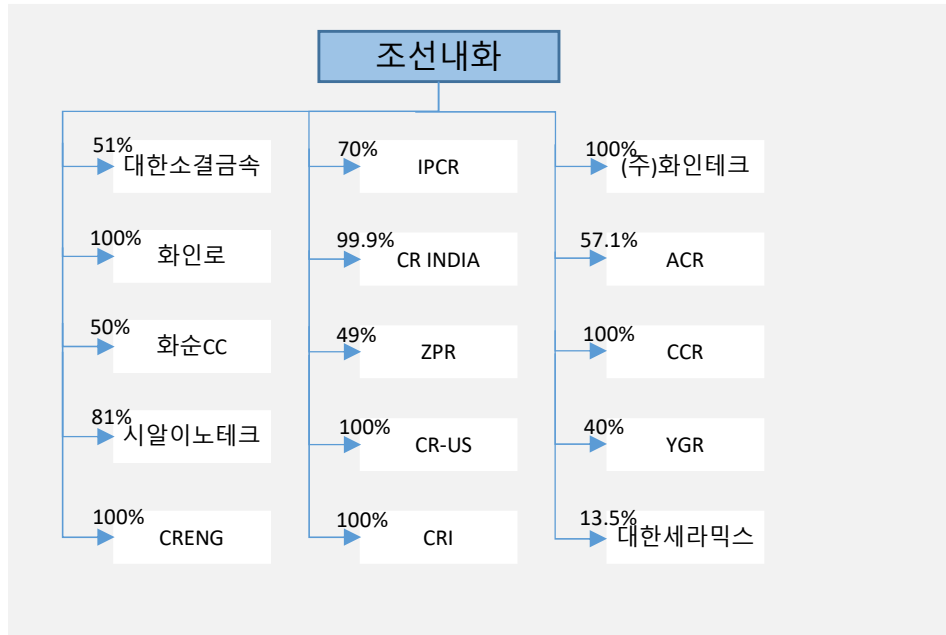 조선내화
51%
대한소결금속
100%
화인로
50%
화순CC
81%
시알이노테크
100%
CRENG
70%
IPCR
99.9%
CR INDIA
49%
ZPR
100%
CR-US
100%
CRI
100%
(주)화인테크
57.1%
ACR
100%
CCR
40%
YGR
13.5%
대한세라믹스